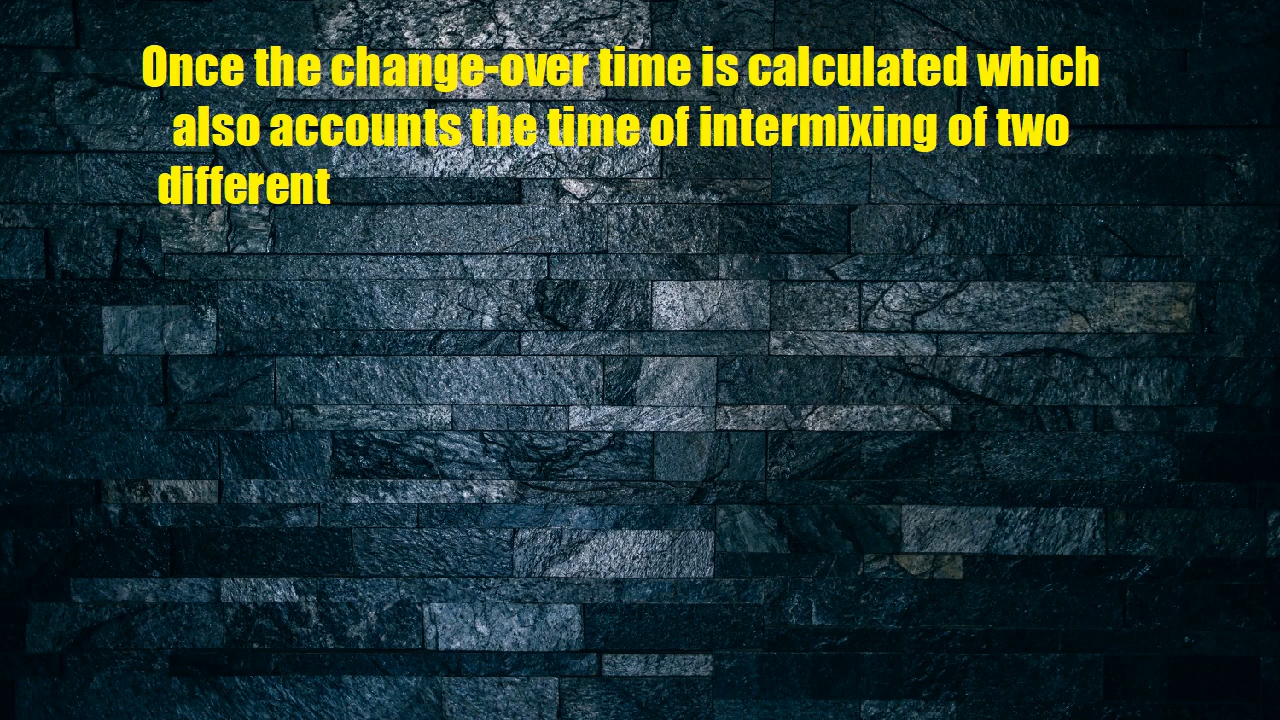 Once the change-over time is calculated which
also accounts the time of intermixing of two
different